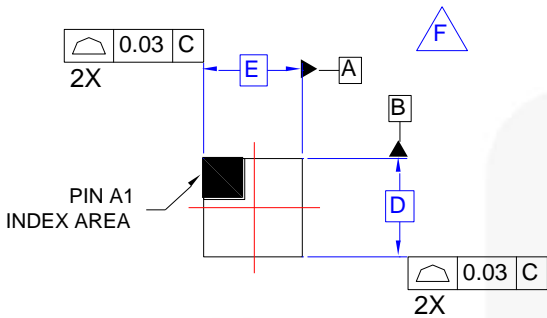 0.03 C
2X
E
A
F
B
PIN A1
INDEX AREA
D
0.03 C
2X